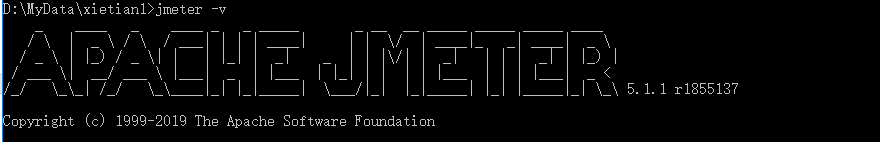 D:\MyData\xietian1>jmeter -v
APACHE JMETER 5.1.1 r1855137
Copyright (c) 1999-2019 The Apache Software Foundation